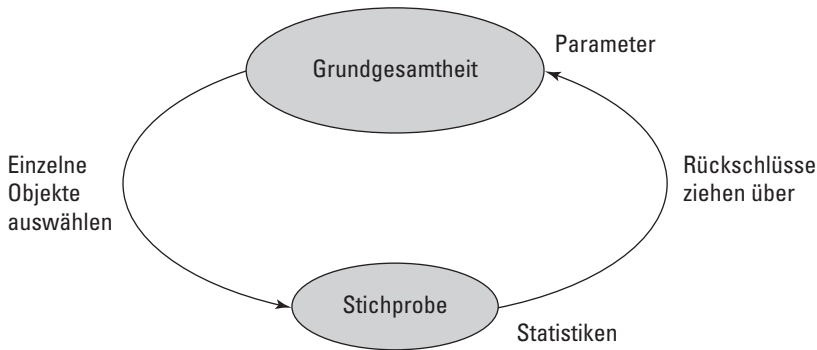 Grundgesamtheit
Parameter
Einzelne
Objekte
auswählen
Rückschlüsse
ziehen über
Stichprobe
Statistiken